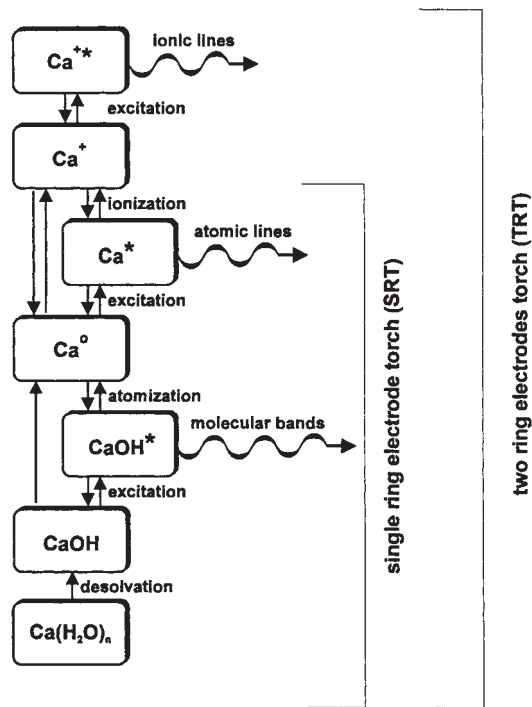 Ca⁺* ionic lines
excitation
Ca⁺
ionization
Ca* atomic lines
excitation
Ca⁰
atomization
CaOH* molecular bands
excitation
CaOH
desolvation
Ca(H₂O)ₙ
single ring electrode torch (SRT)
two ring electrodes torch (TRT)